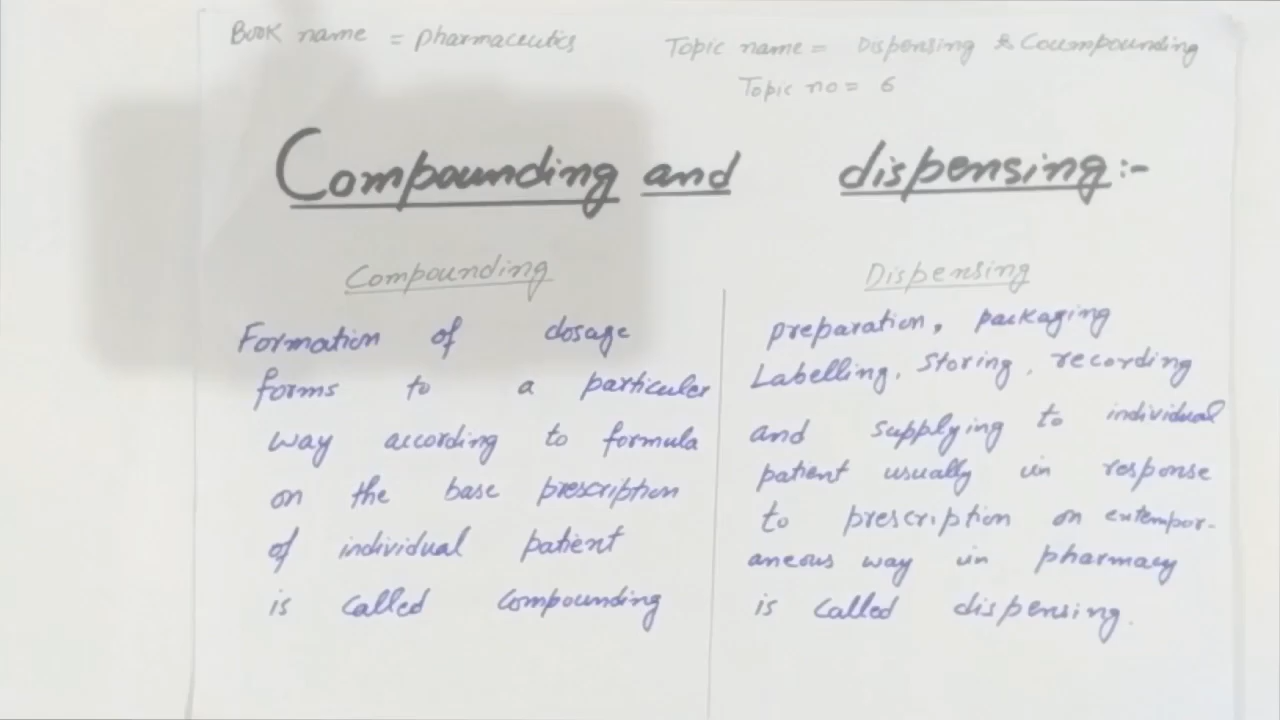 Book name = pharmaceutics
Topic name = Dispensing & Coumpounding
Topic no = 6
Compounding and dispensing:-
Compounding
Formation of dosage
forms to a particuler
way according to formula
on the base prescription
of individual patient
is called compounding
Dispensing
preparation, packaging
Labelling, storing, recording
and supplying to individual
patient usually in response
to prescription on extempor-
aneous way in pharmacy
is called dispensing.